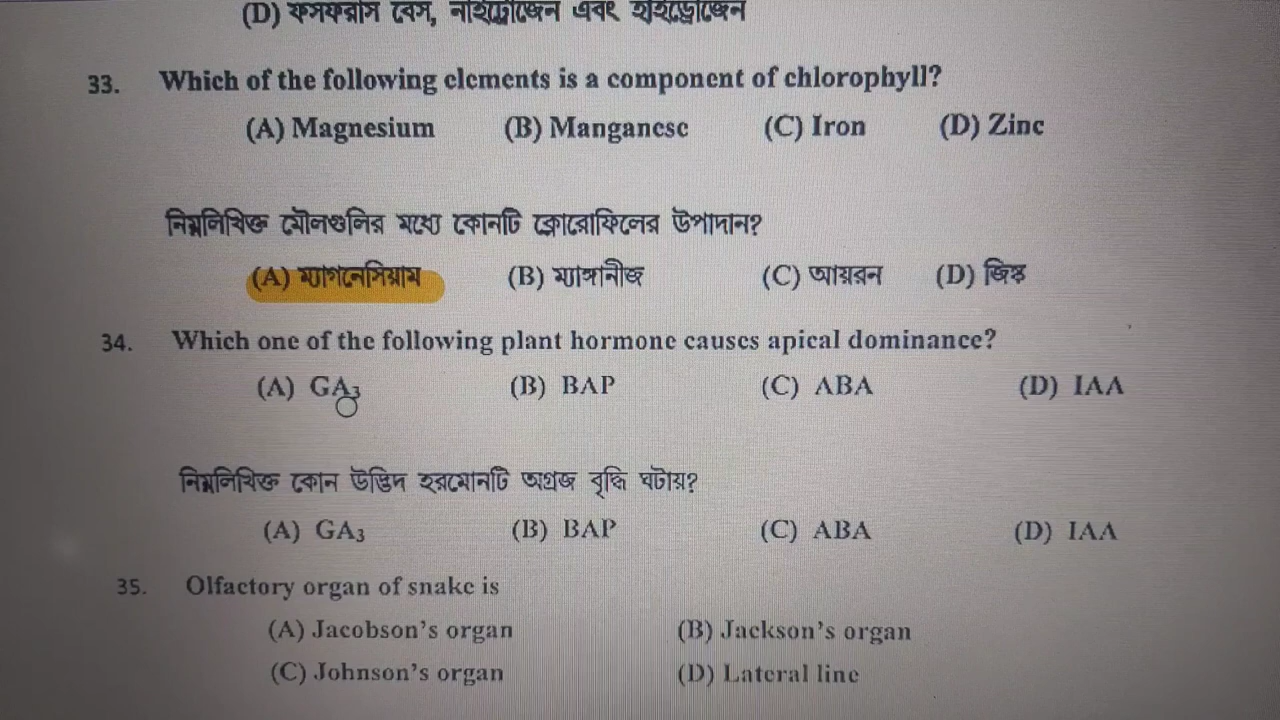 (D) ফসফরাস বেস, নাইট্রোজেন এবং হাইড্রোজেন
33. Which of the following elements is a component of chlorophyll?
(A) Magnesium (B) Manganese (C) Iron (D) Zinc
নিম্নলিখিত মৌলগুলির মধ্যে কোনটি ক্লোরোফিলের উপাদান?
(A) ম্যাগনেসিয়াম (B) ম্যাঙ্গানীজ (C) আয়রন (D) জিঙ্ক
34. Which one of the following plant hormone causes apical dominance?
(A) GA₃ (B) BAP (C) ABA (D) IAA
নিম্নলিখিত কোন উদ্ভিদ হরমোনটি অগ্রজ বৃদ্ধি ঘটায়?
(A) GA₃ (B) BAP (C) ABA (D) IAA
35. Olfactory organ of snake is
(A) Jacobson's organ (B) Jackson's organ
(C) Johnson's organ (D) Lateral line